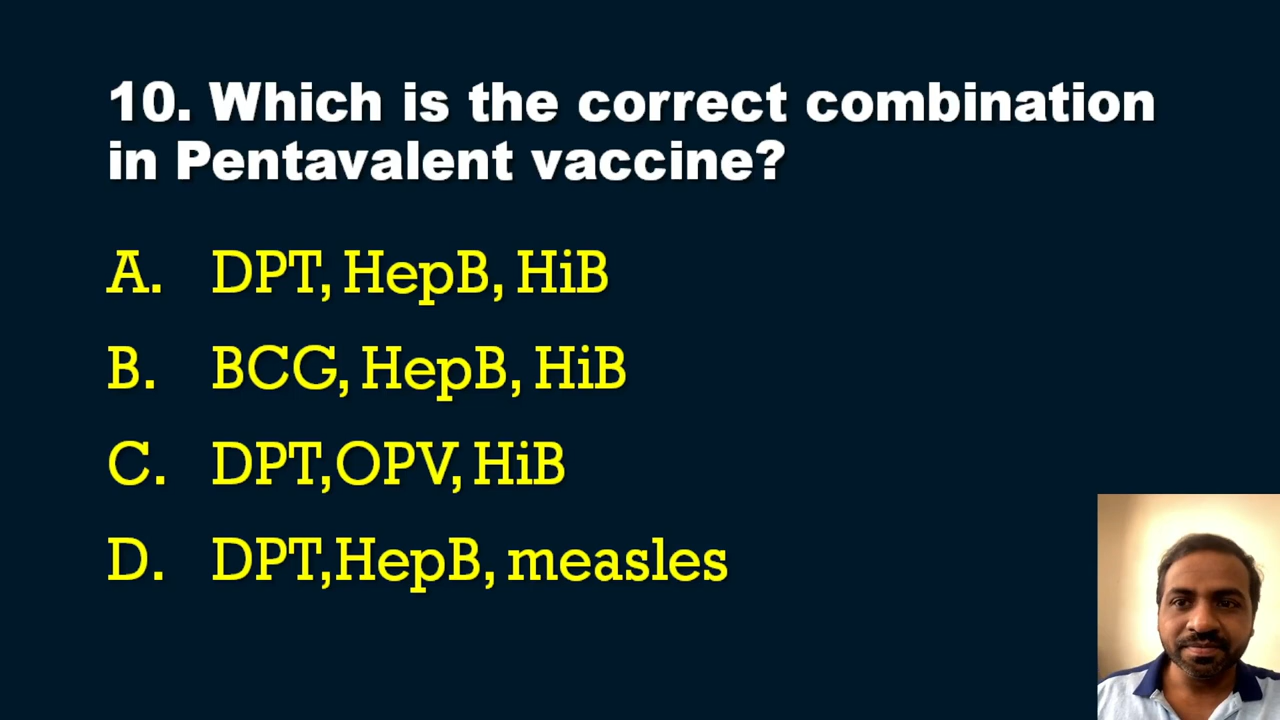 10. Which is the correct combination
in Pentavalent vaccine?
A. DPT, HepB, HiB
B. BCG, HepB, HiB
C. DPT,OPV, HiB
D. DPT,HepB, measles